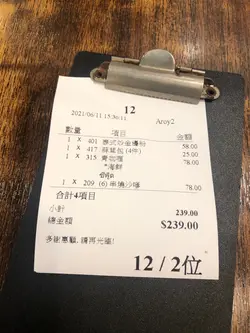 12
2021/06/11 15:36:11 Aroy2
數量 項目 金額
1 X 401 泰式炒金邊粉 58.00
1 X 417 蒜蓉包 (4件) 25.00
1 X 315 青咖喱 78.00
*海鮮
1 X 209 (6) 串燒沙嗲 78.00
合計4項目
小計 239.00
總金額 $239.00
多謝惠顧, 請再光臨!
12 / 2位